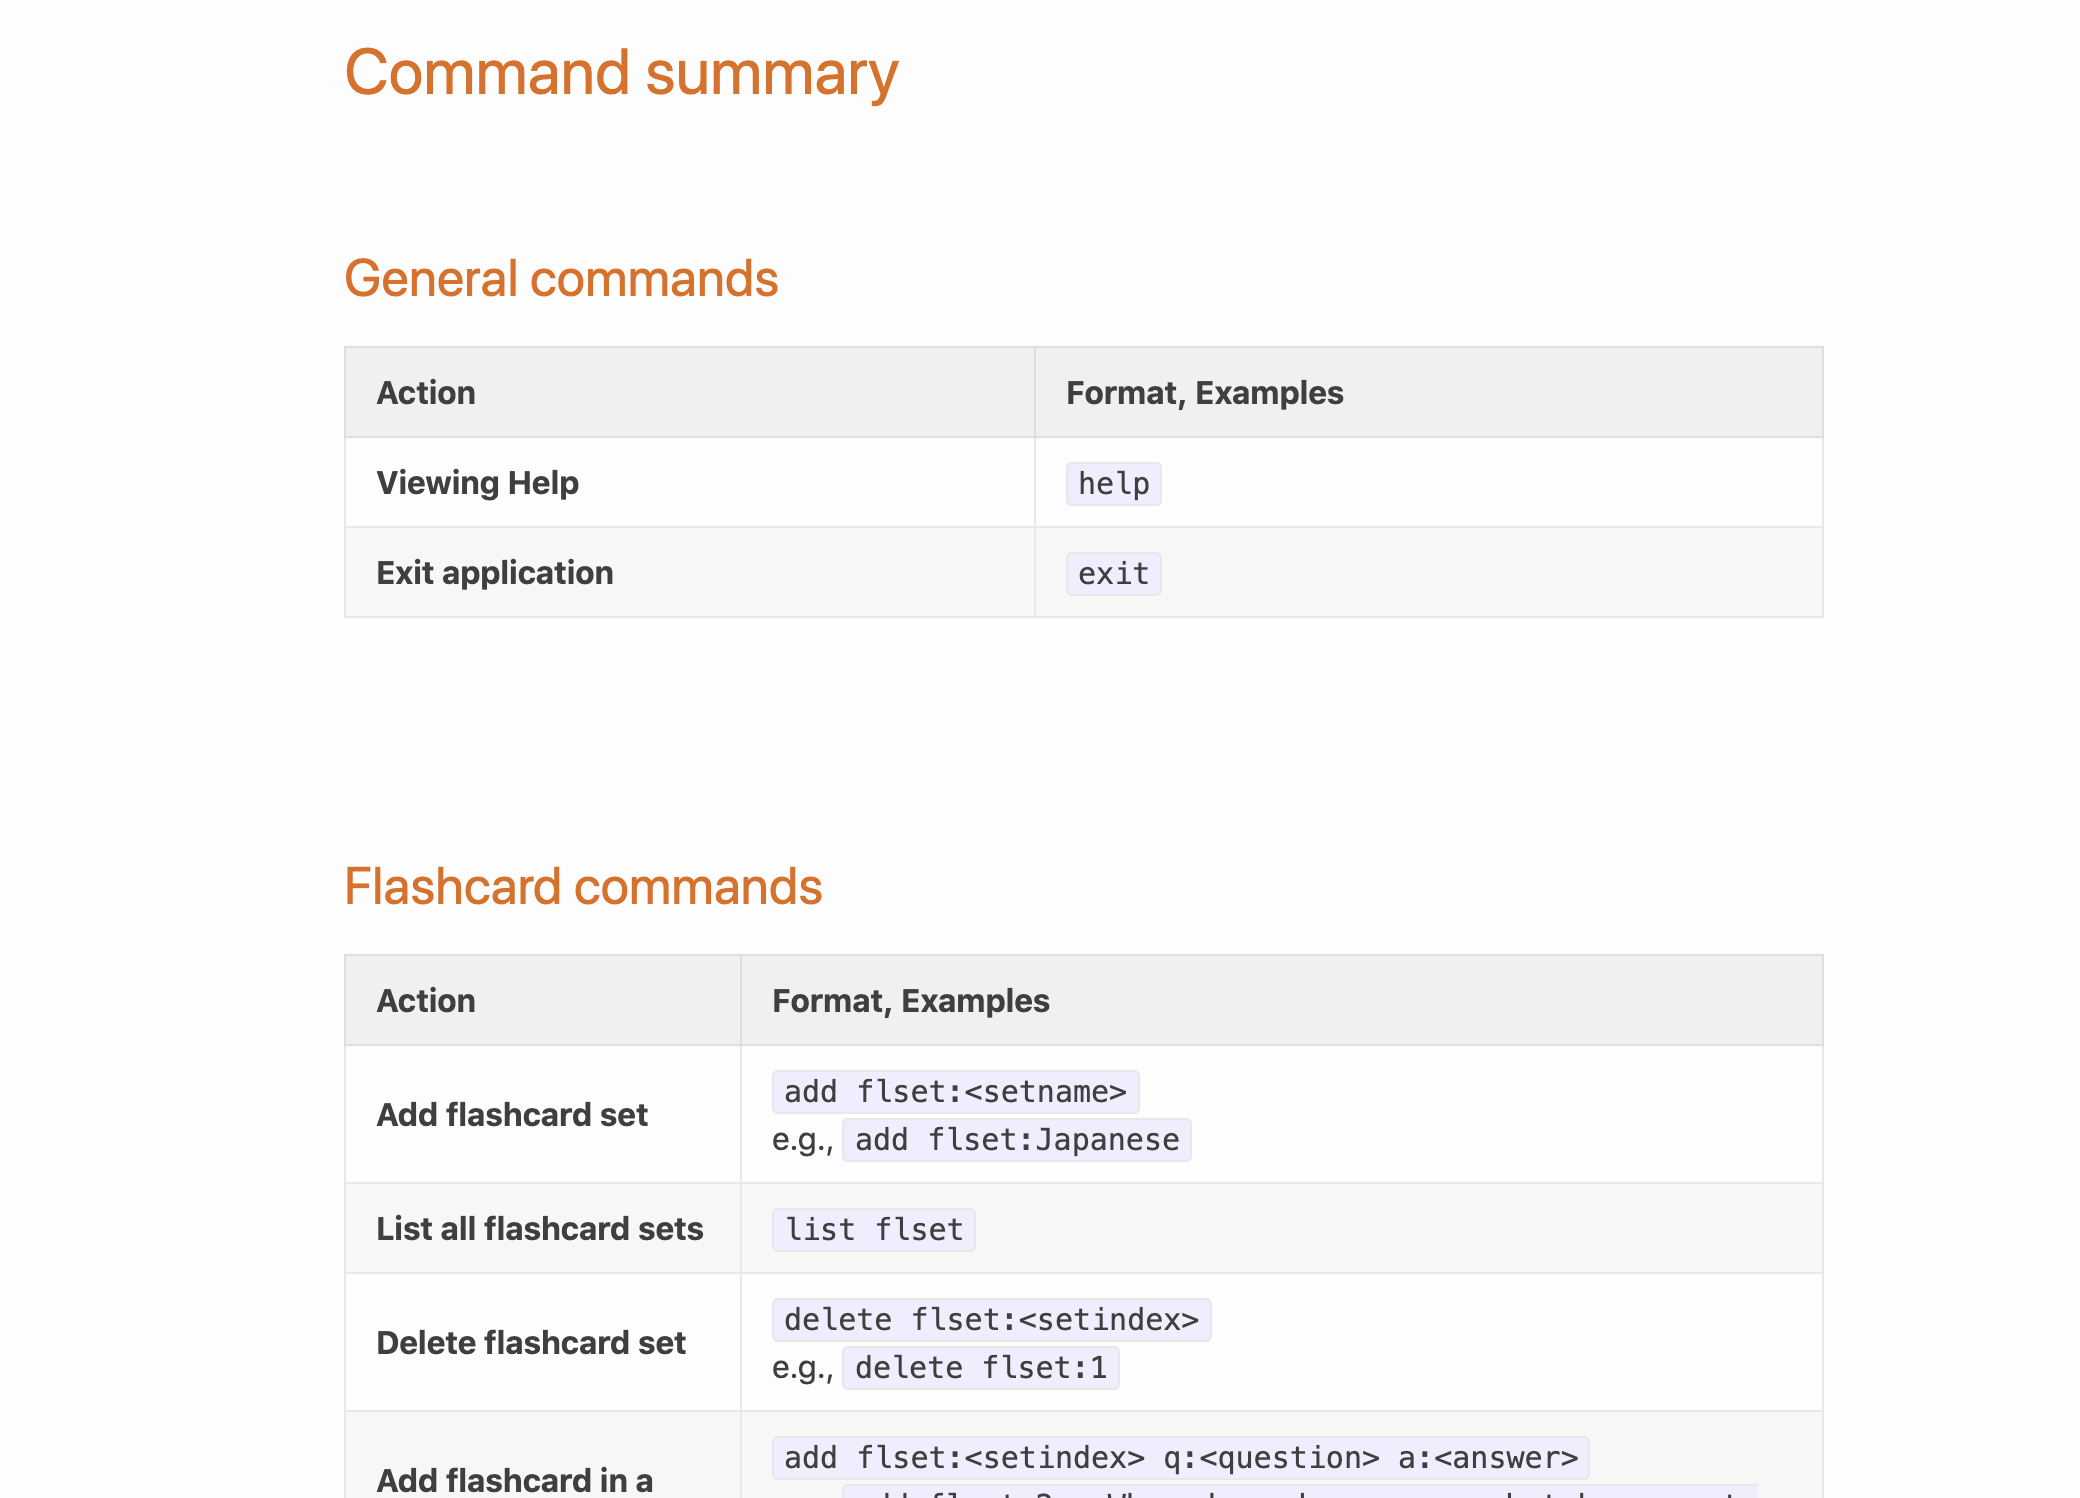 Command summary
General commands
Action Format, Examples
Viewing Help help
Exit application exit
Flashcard commands
Action Format, Examples
Add flashcard set
add flset:<setname>
e.g., add flset:Japanese
List all flashcard sets list flset
Delete flashcard set
delete flset:<setindex>
e.g., delete flset:1
Add flashcard in a
add flset:<setindex> q:<question> a:<answer>